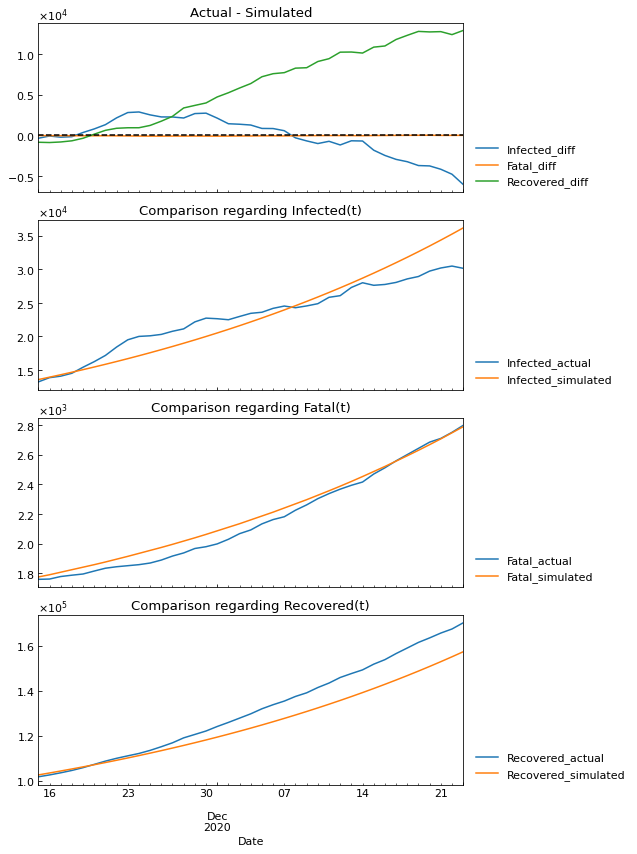 Actual - Simulated
×10⁴
1.0
0.5
0.0
−0.5
Infected_diff
Fatal_diff
Recovered_diff
Comparison regarding Infected(t)
×10⁴
3.5
3.0
2.5
2.0
1.5
Infected_actual
Infected_simulated
Comparison regarding Fatal(t)
×10³
2.8
2.6
2.4
2.2
2.0
1.8
Fatal_actual
Fatal_simulated
Comparison regarding Recovered(t)
×10⁵
1.6
1.4
1.2
1.0
Recovered_actual
Recovered_simulated
16 23 30 07 14 21
Dec
2020
Date